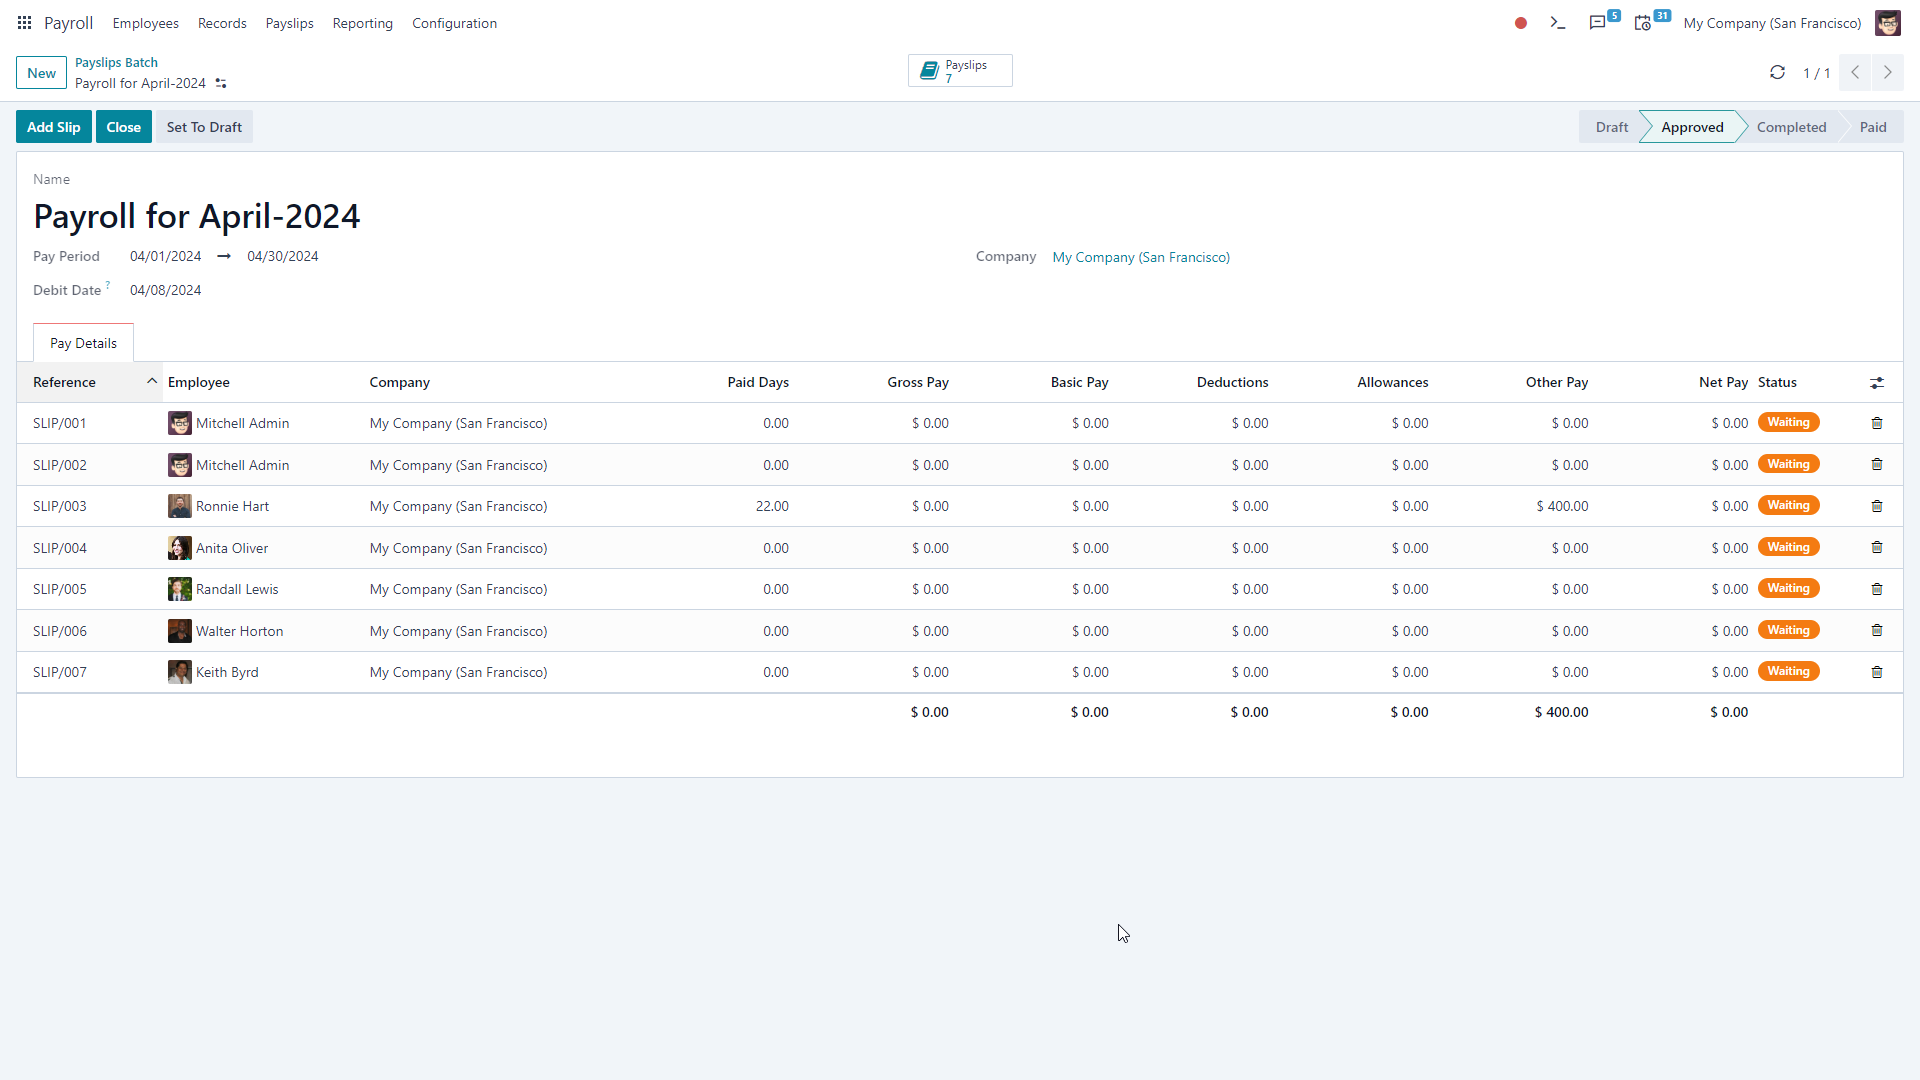 Payroll Employees Records Payslips Reporting Configuration 5 31 My Company (San Francisco)
New Payslips Batch Payslips 7 1 / 1
Payroll for April-2024
Add Slip Close Set To Draft Draft Approved Completed Paid
Name
Payroll for April-2024
Pay Period 04/01/2024 → 04/30/2024 Company My Company (San Francisco)
Debit Date ? 04/08/2024
Pay Details
Reference Employee Company Paid Days Gross Pay Basic Pay Deductions Allowances Other Pay Net Pay Status
SLIP/001 Mitchell Admin My Company (San Francisco) 0.00 $ 0.00 $ 0.00 $ 0.00 $ 0.00 $ 0.00 $ 0.00 Waiting
SLIP/002 Mitchell Admin My Company (San Francisco) 0.00 $ 0.00 $ 0.00 $ 0.00 $ 0.00 $ 0.00 $ 0.00 Waiting
SLIP/003 Ronnie Hart My Company (San Francisco) 22.00 $ 0.00 $ 0.00 $ 0.00 $ 0.00 $ 400.00 $ 0.00 Waiting
SLIP/004 Anita Oliver My Company (San Francisco) 0.00 $ 0.00 $ 0.00 $ 0.00 $ 0.00 $ 0.00 $ 0.00 Waiting
SLIP/005 Randall Lewis My Company (San Francisco) 0.00 $ 0.00 $ 0.00 $ 0.00 $ 0.00 $ 0.00 $ 0.00 Waiting
SLIP/006 Walter Horton My Company (San Francisco) 0.00 $ 0.00 $ 0.00 $ 0.00 $ 0.00 $ 0.00 $ 0.00 Waiting
SLIP/007 Keith Byrd My Company (San Francisco) 0.00 $ 0.00 $ 0.00 $ 0.00 $ 0.00 $ 0.00 $ 0.00 Waiting
$ 0.00 $ 0.00 $ 0.00 $ 0.00 $ 400.00 $ 0.00